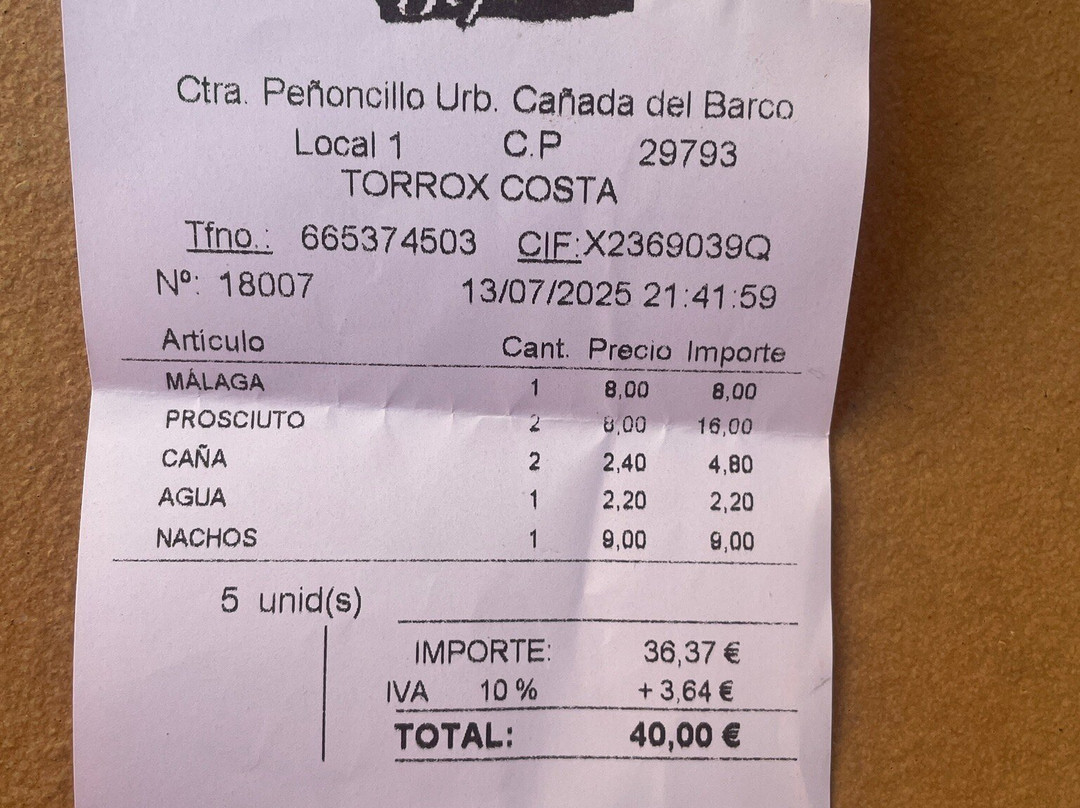 Ctra. Peñoncillo Urb. Cañada del Barco
Local 1 C.P 29793
TORROX COSTA
Tfno.: 665374503 CIF:X2369039Q
Nº: 18007 13/07/2025 21:41:59
Artículo Cant. Precio Importe
MÁLAGA 1 8,00 8,00
PROSCIUTO 2 8,00 16,00
CAÑA 2 2,40 4,80
AGUA 1 2,20 2,20
NACHOS 1 9,00 9,00
5 unid(s)
IMPORTE: 36,37 €
IVA 10 % + 3,64 €
TOTAL: 40,00 €